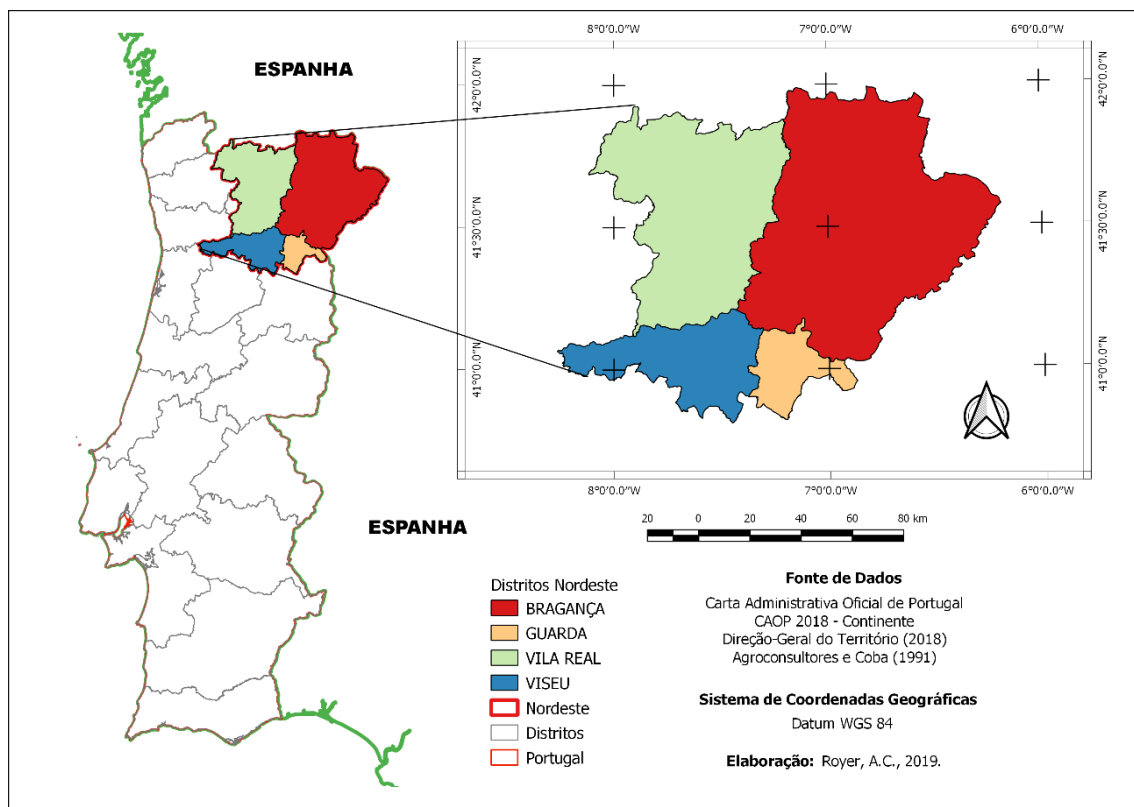 ESPANHA
ESPANHA
8°0'0.0"W
7°0'0.0"W
6°0'0.0"W
42°0'0.0"N
41°30'0.0"N
41°0'0.0"N
42°0'0.0"N
41°30'0.0"N
41°0'0.0"N
8°0'0.0"W
7°0'0.0"W
6°0'0.0"W
20 0 20 40 60 80 km
Distritos Nordeste
BRAGANÇA
GUARDA
VILA REAL
VISEU
Nordeste
Distritos
Portugal
Fonte de Dados
Carta Administrativa Oficial de Portugal
CAOP 2018 - Continente
Direção-Geral do Território (2018)
Agroconsultores e Coba (1991)
Sistema de Coordenadas Geográficas
Datum WGS 84
Elaboração: Royer, A.C., 2019.